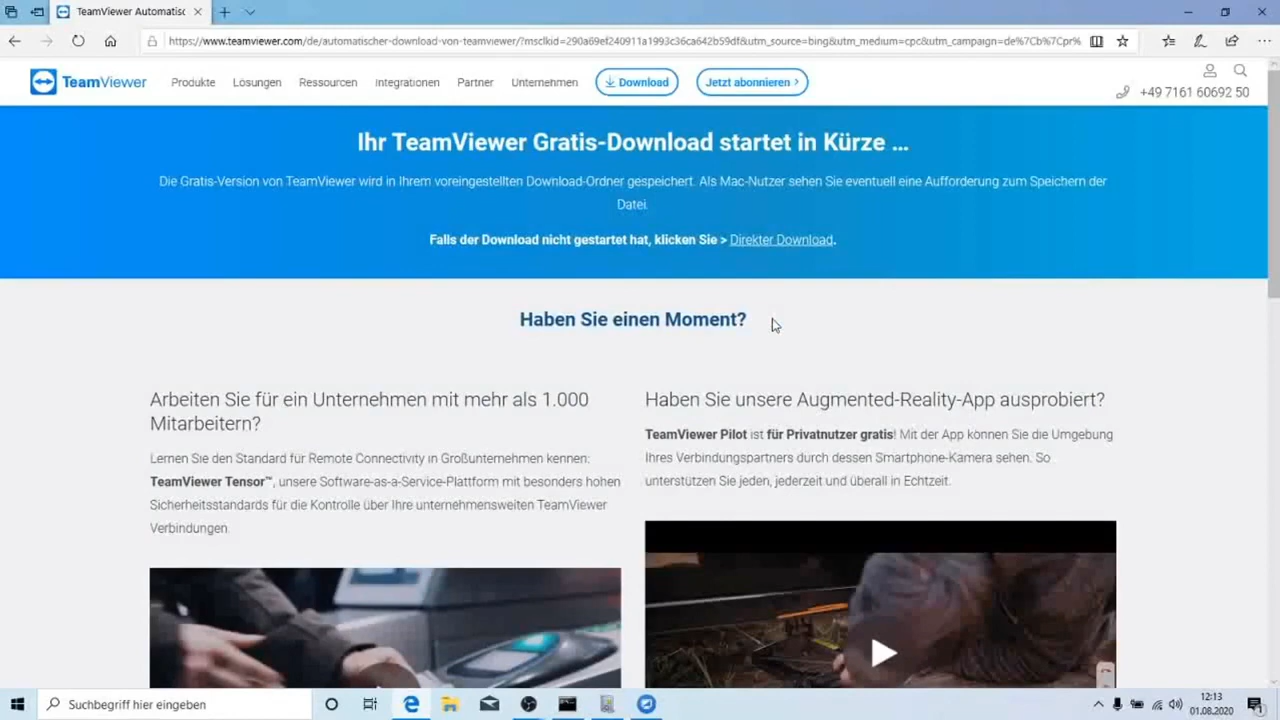 TeamViewer Automatisc
https://www.teamviewer.com/de/automatischer-download-von-teamviewer/?msclkid=290a69ef240911a1993c36ca642b59df&utm_source=bing&utm_medium=cpc&utm_campaign=de%7Cb%7Cpr%
TeamViewer Produkte Lösungen Ressourcen Integrationen Partner Unternehmen Download Jetzt abonnieren >
+49 7161 60692 50
Ihr TeamViewer Gratis-Download startet in Kürze ...
Die Gratis-Version von TeamViewer wird in Ihrem voreingestellten Download-Ordner gespeichert. Als Mac-Nutzer sehen Sie eventuell eine Aufforderung zum Speichern der
Datei.
Falls der Download nicht gestartet hat, klicken Sie > Direkter Download.
Haben Sie einen Moment?
Arbeiten Sie für ein Unternehmen mit mehr als 1.000
Mitarbeitern?
Lernen Sie den Standard für Remote Connectivity in Großunternehmen kennen:
TeamViewer Tensor™, unsere Software-as-a-Service-Plattform mit besonders hohen
Sicherheitsstandards für die Kontrolle über Ihre unternehmensweiten TeamViewer
Verbindungen.
Haben Sie unsere Augmented-Reality-App ausprobiert?
TeamViewer Pilot ist für Privatnutzer gratis! Mit der App können Sie die Umgebung
Ihres Verbindungspartners durch dessen Smartphone-Kamera sehen. So
unterstützen Sie jeden, jederzeit und überall in Echtzeit.
Suchbegriff hier eingeben
12:13
01.08.2020